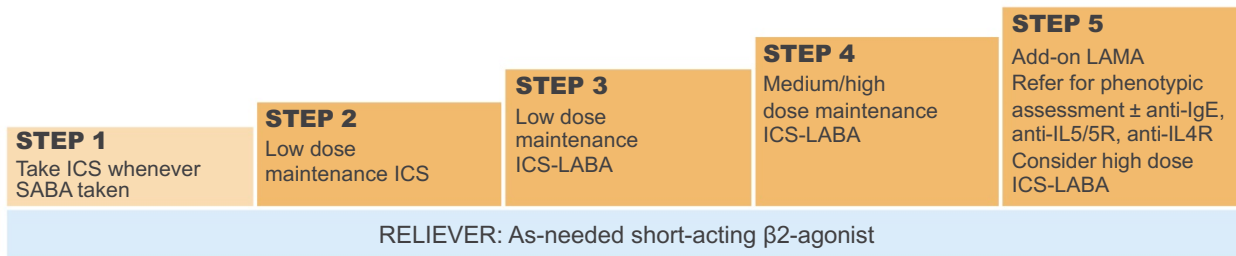 STEP 1
Take ICS whenever
SABA taken
STEP 2
Low dose
maintenance ICS
STEP 3
Low dose
maintenance
ICS-LABA
STEP 4
Medium/high
dose maintenance
ICS-LABA
STEP 5
Add-on LAMA
Refer for phenotypic
assessment ± anti-IgE,
anti-IL5/5R, anti-IL4R
Consider high dose
ICS-LABA
RELIEVER: As-needed short-acting β2-agonist